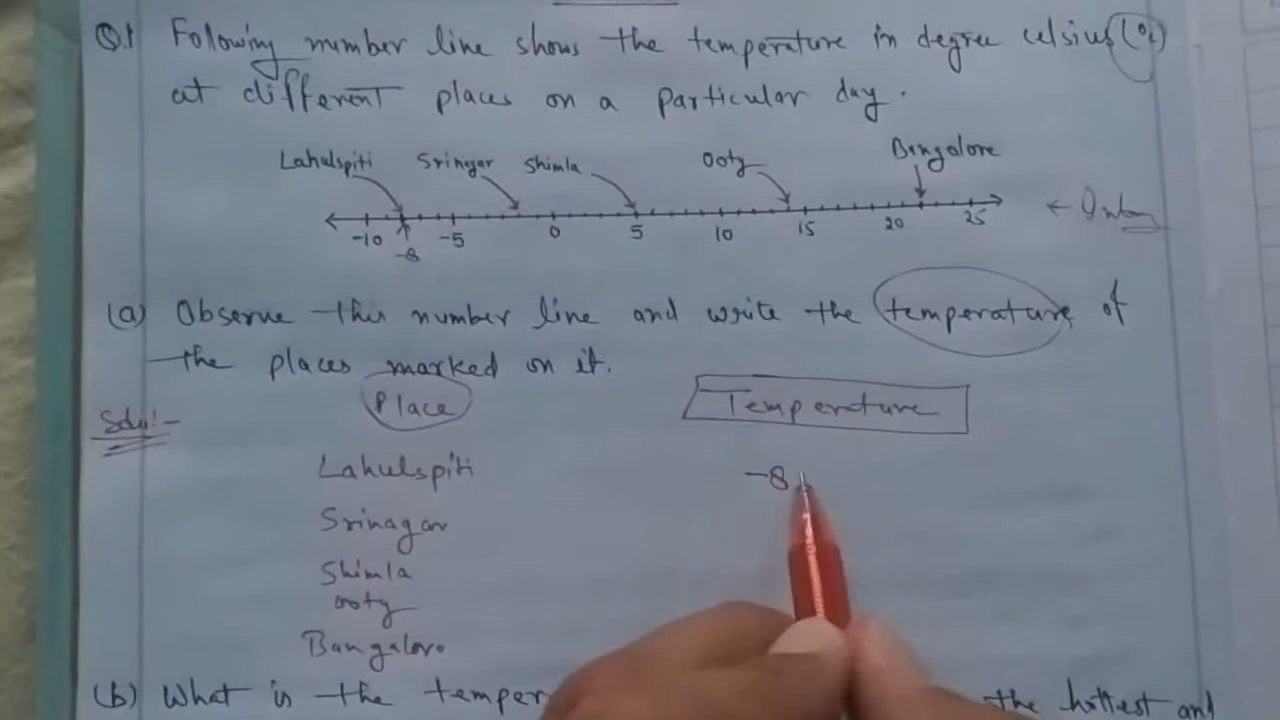 Q.1 Following number line shows the temperature in degree celsius (°c)
at different places on a particular day.
Lahulspiti Srinagar Shimla Ooty Bangalore
-10 -5 0 5 10 15 20 25
-8
(a) Observe this number line and write the temperature of
the places marked on it.
Place Temperature
Soln:-
Lahulspiti -8
Srinagar
Shimla
ooty
Bangalore
(b) What is the temper the hottest and